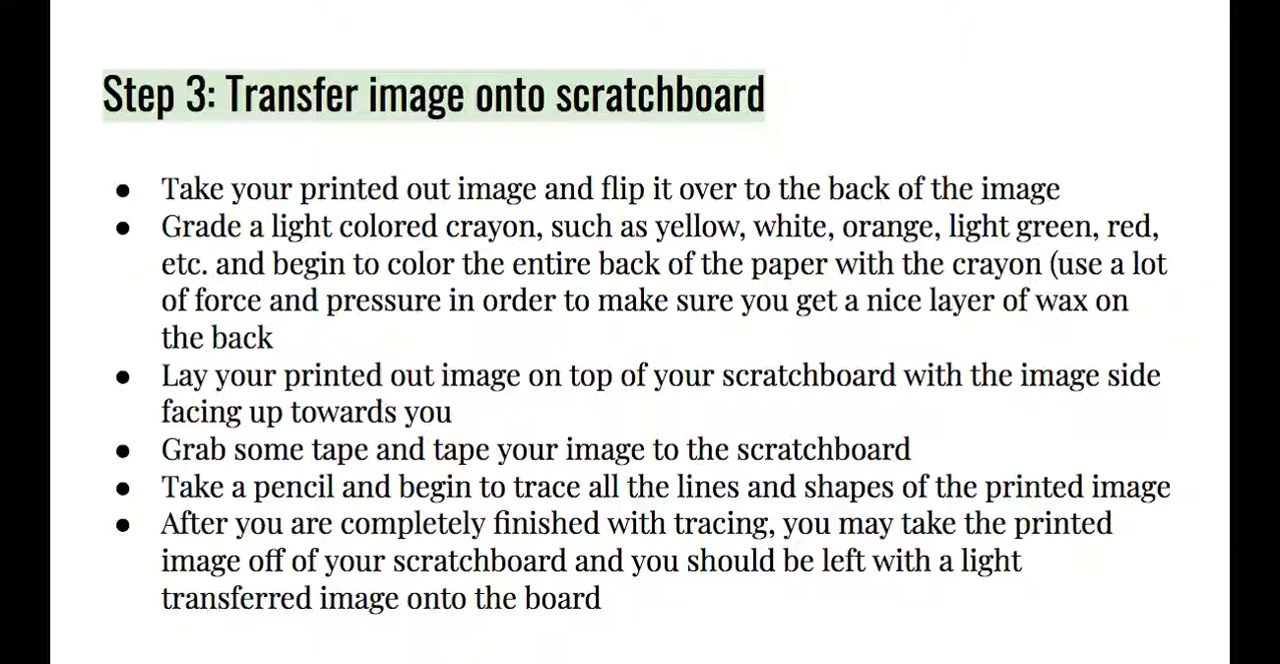 Step 3: Transfer image onto scratchboard
● Take your printed out image and flip it over to the back of the image
● Grade a light colored crayon, such as yellow, white, orange, light green, red,
etc. and begin to color the entire back of the paper with the crayon (use a lot
of force and pressure in order to make sure you get a nice layer of wax on
the back
● Lay your printed out image on top of your scratchboard with the image side
facing up towards you
● Grab some tape and tape your image to the scratchboard
● Take a pencil and begin to trace all the lines and shapes of the printed image
● After you are completely finished with tracing, you may take the printed
image off of your scratchboard and you should be left with a light
transferred image onto the board